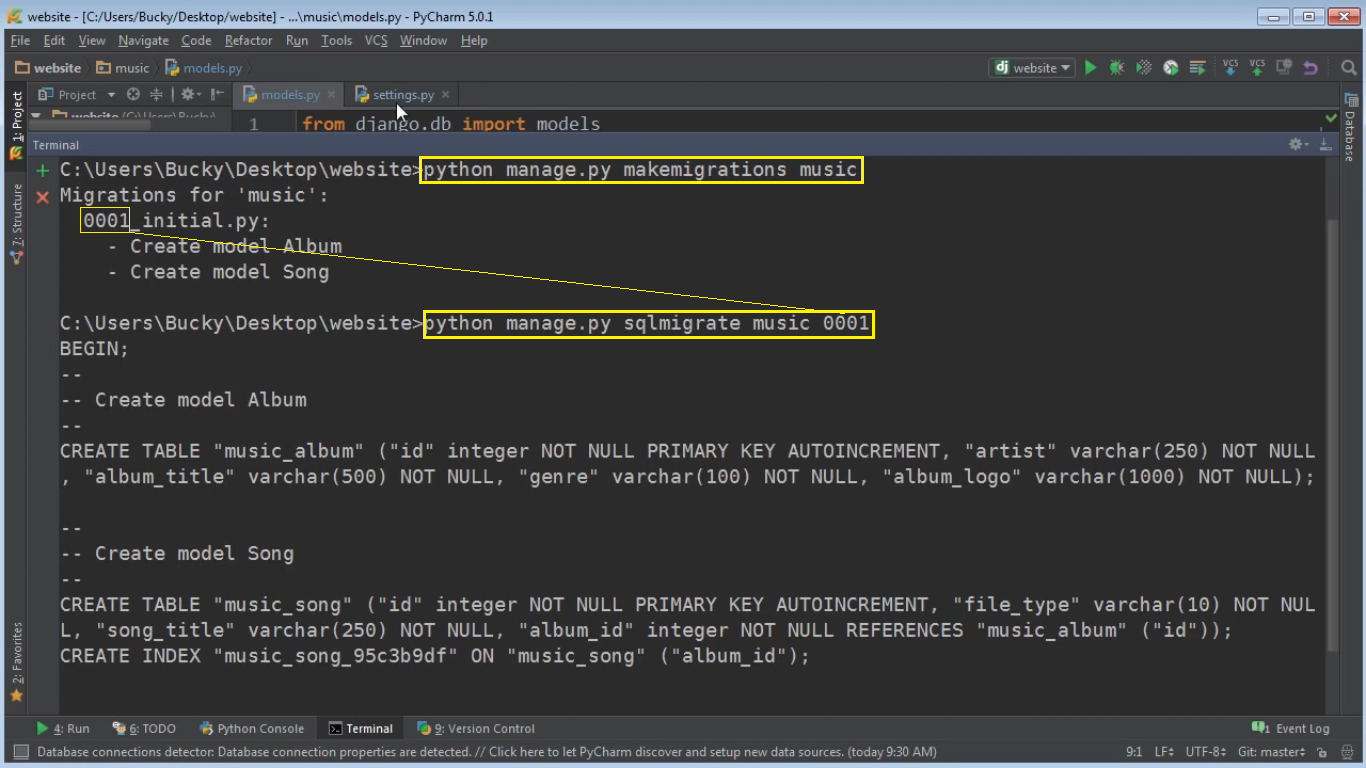 website - [C:/Users/Bucky/Desktop/website] - ...\music\models.py - PyCharm 5.0.1
File Edit View Navigate Code Refactor Run Tools VCS Window Help
website music models.py website VCS VCS
Project models.py settings.py
1 from django.db import models
1: Project
7: Structure
2: Favorites
Database
Terminal
C:\Users\Bucky\Desktop\website>python manage.py makemigrations music
Migrations for 'music':
0001_initial.py:
- Create model Album
- Create model Song
C:\Users\Bucky\Desktop\website>python manage.py sqlmigrate music 0001
BEGIN;
--
-- Create model Album
--
CREATE TABLE "music_album" ("id" integer NOT NULL PRIMARY KEY AUTOINCREMENT, "artist" varchar(250) NOT NULL
, "album_title" varchar(500) NOT NULL, "genre" varchar(100) NOT NULL, "album_logo" varchar(1000) NOT NULL);
--
-- Create model Song
--
CREATE TABLE "music_song" ("id" integer NOT NULL PRIMARY KEY AUTOINCREMENT, "file_type" varchar(10) NOT NUL
L, "song_title" varchar(250) NOT NULL, "album_id" integer NOT NULL REFERENCES "music_album" ("id"));
CREATE INDEX "music_song_95c3b9df" ON "music_song" ("album_id");
4: Run 6: TODO Python Console Terminal 9: Version Control 1 Event Log
Database connections detector: Database connection properties are detected. // Click here to let PyCharm discover and setup new data sources. (today 9:30 AM) 9:1 LF UTF-8 Git: master